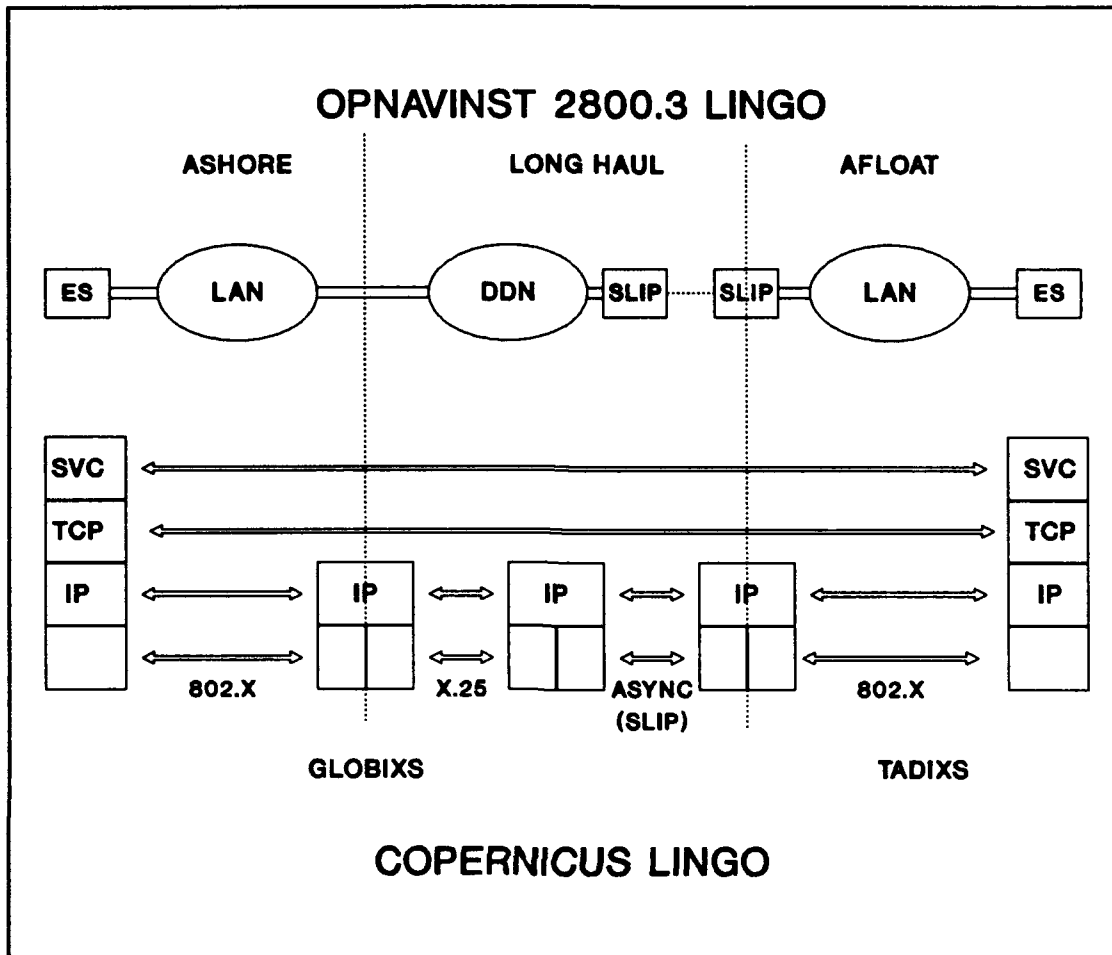 OPNAVINST 2800.3 LINGO
ASHORE LONG HAUL AFLOAT
ES LAN DDN SLIP SLIP LAN ES
SVC SVC
TCP TCP
IP IP IP IP IP
802.X X.25 ASYNC 802.X
(SLIP)
GLOBIXS TADIXS
COPERNICUS LINGO